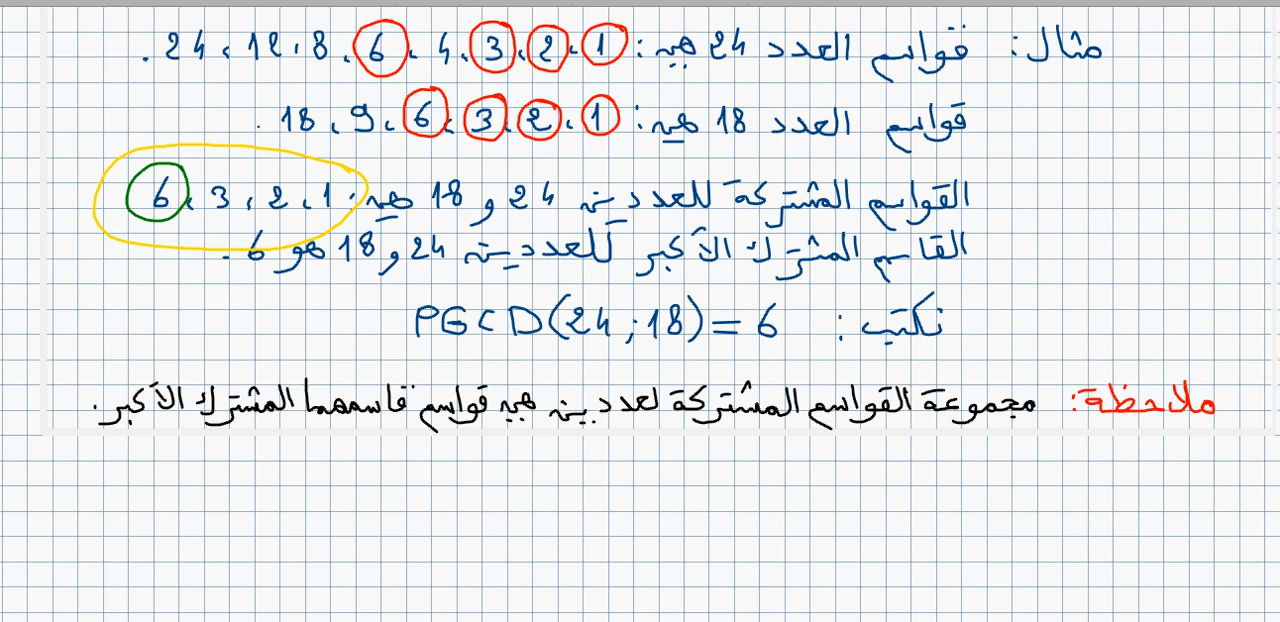 مثال: قواسم العدد 24 هي: 1، 2، 3، 4، 6، 8، 12، 24.
قواسم العدد 18 هي: 1، 2، 3، 6، 9، 18.
القواسم المشتركة للعددين 24 و 18 هي: 1، 2، 3، 6
القاسم المشترك الأكبر للعددين 24 و 18 هو 6.
نكتب: PGCD(24;18)=6
ملاحظة: مجموعة القواسم المشتركة لعددين هي قواسم قاسمهما المشترك الأكبر.